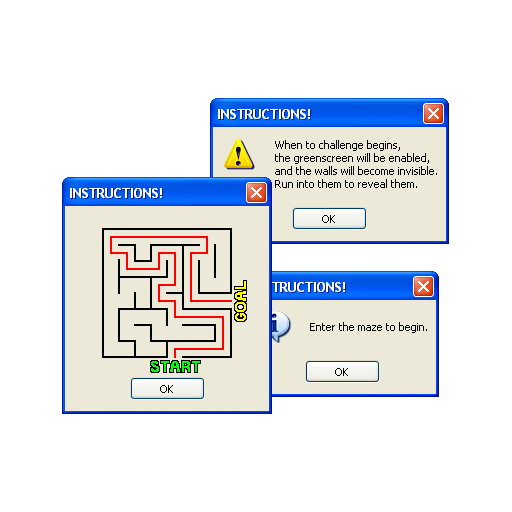 INSTRUCTIONS!
When to challenge begins,
the greenscreen will be enabled,
and the walls will become invisible.
Run into them to reveal them.
OK
INSTRUCTIONS!
GOAL
START
OK
TRUCTIONS!
Enter the maze to begin.
OK